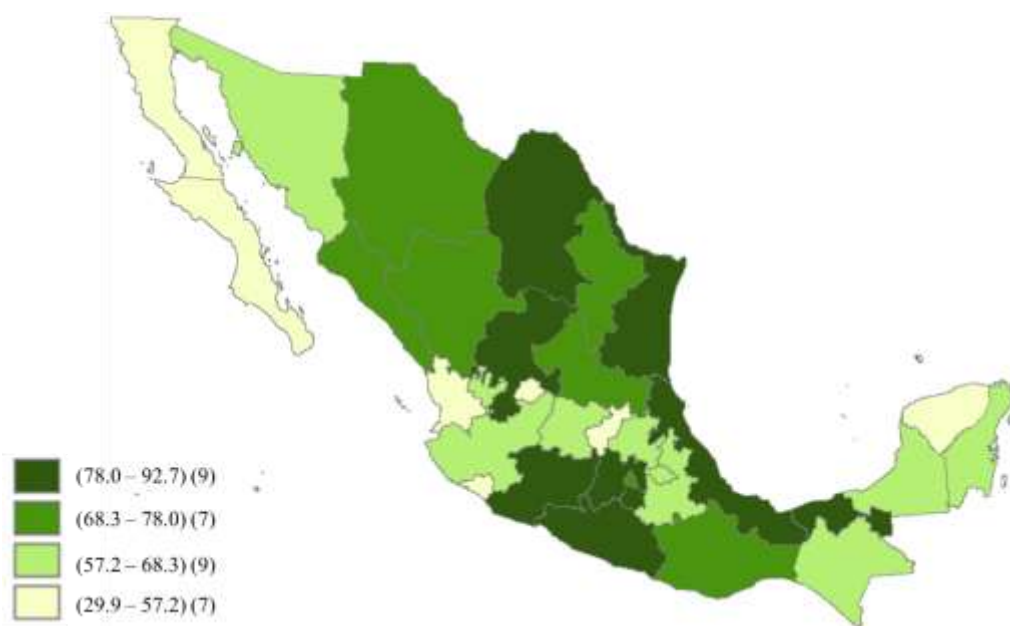 (78.0 – 92.7) (9)
(68.3 – 78.0) (7)
(57.2 – 68.3) (9)
(29.9 – 57.2) (7)